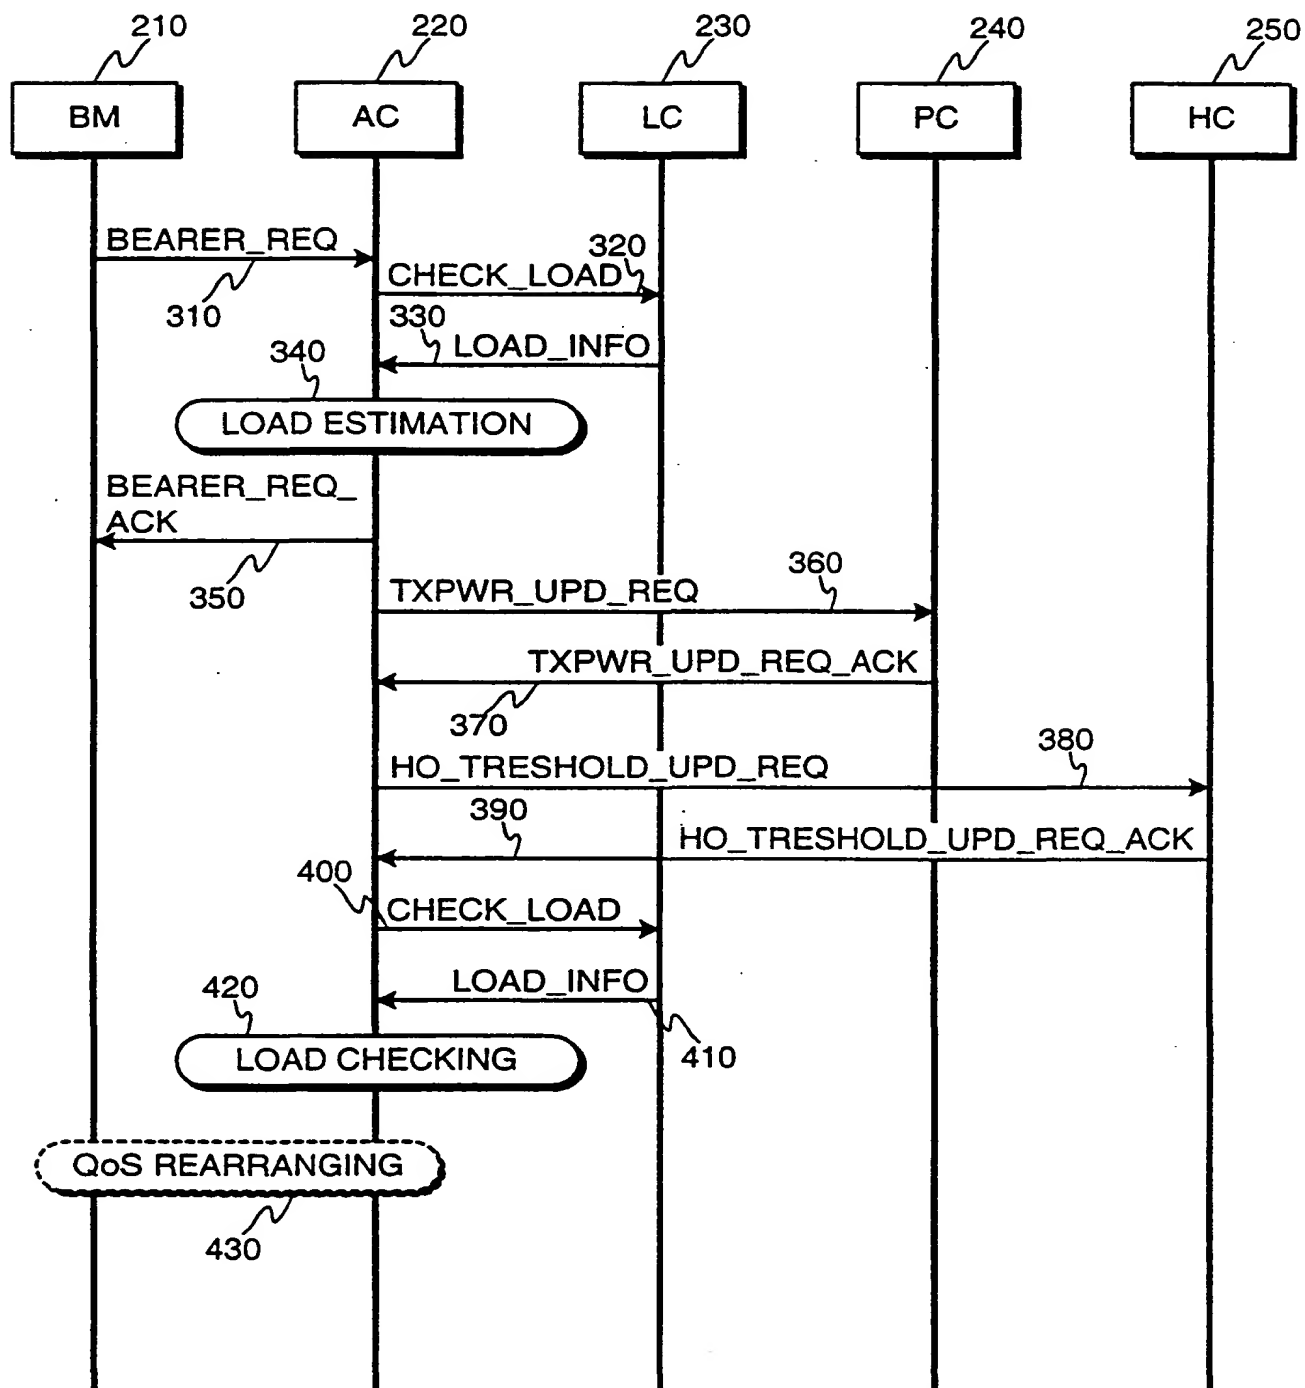 210
220
230
240
250
BM
AC
LC
PC
HC
BEARER_REQ
310
CHECK_LOAD
320
330
LOAD_INFO
340
LOAD ESTIMATION
BEARER_REQ_
ACK
350
TXPWR_UPD_REQ
360
TXPWR_UPD_REQ_ACK
370
HO_TRESHOLD_UPD_REQ
380
390
HO_TRESHOLD_UPD_REQ_ACK
400
CHECK_LOAD
LOAD_INFO
410
420
LOAD CHECKING
QoS REARRANGING
430